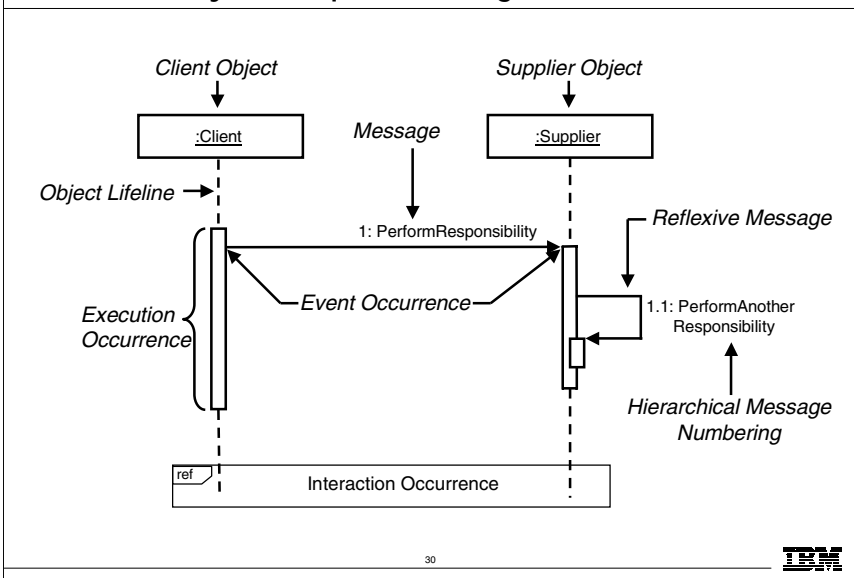 Client Object
Supplier Object
:Client
Message
:Supplier
Object Lifeline
Reflexive Message
1: PerformResponsibility
Event Occurrence
1.1: PerformAnother
Responsibility
Execution
Occurrence
Hierarchical Message
Numbering
ref
Interaction Occurrence
30
IBM